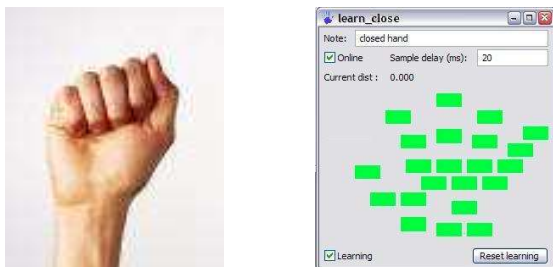 learn_close
Note: closed hand
Online Sample delay (ms): 20
Current dist : 0.000
Learning Reset learning